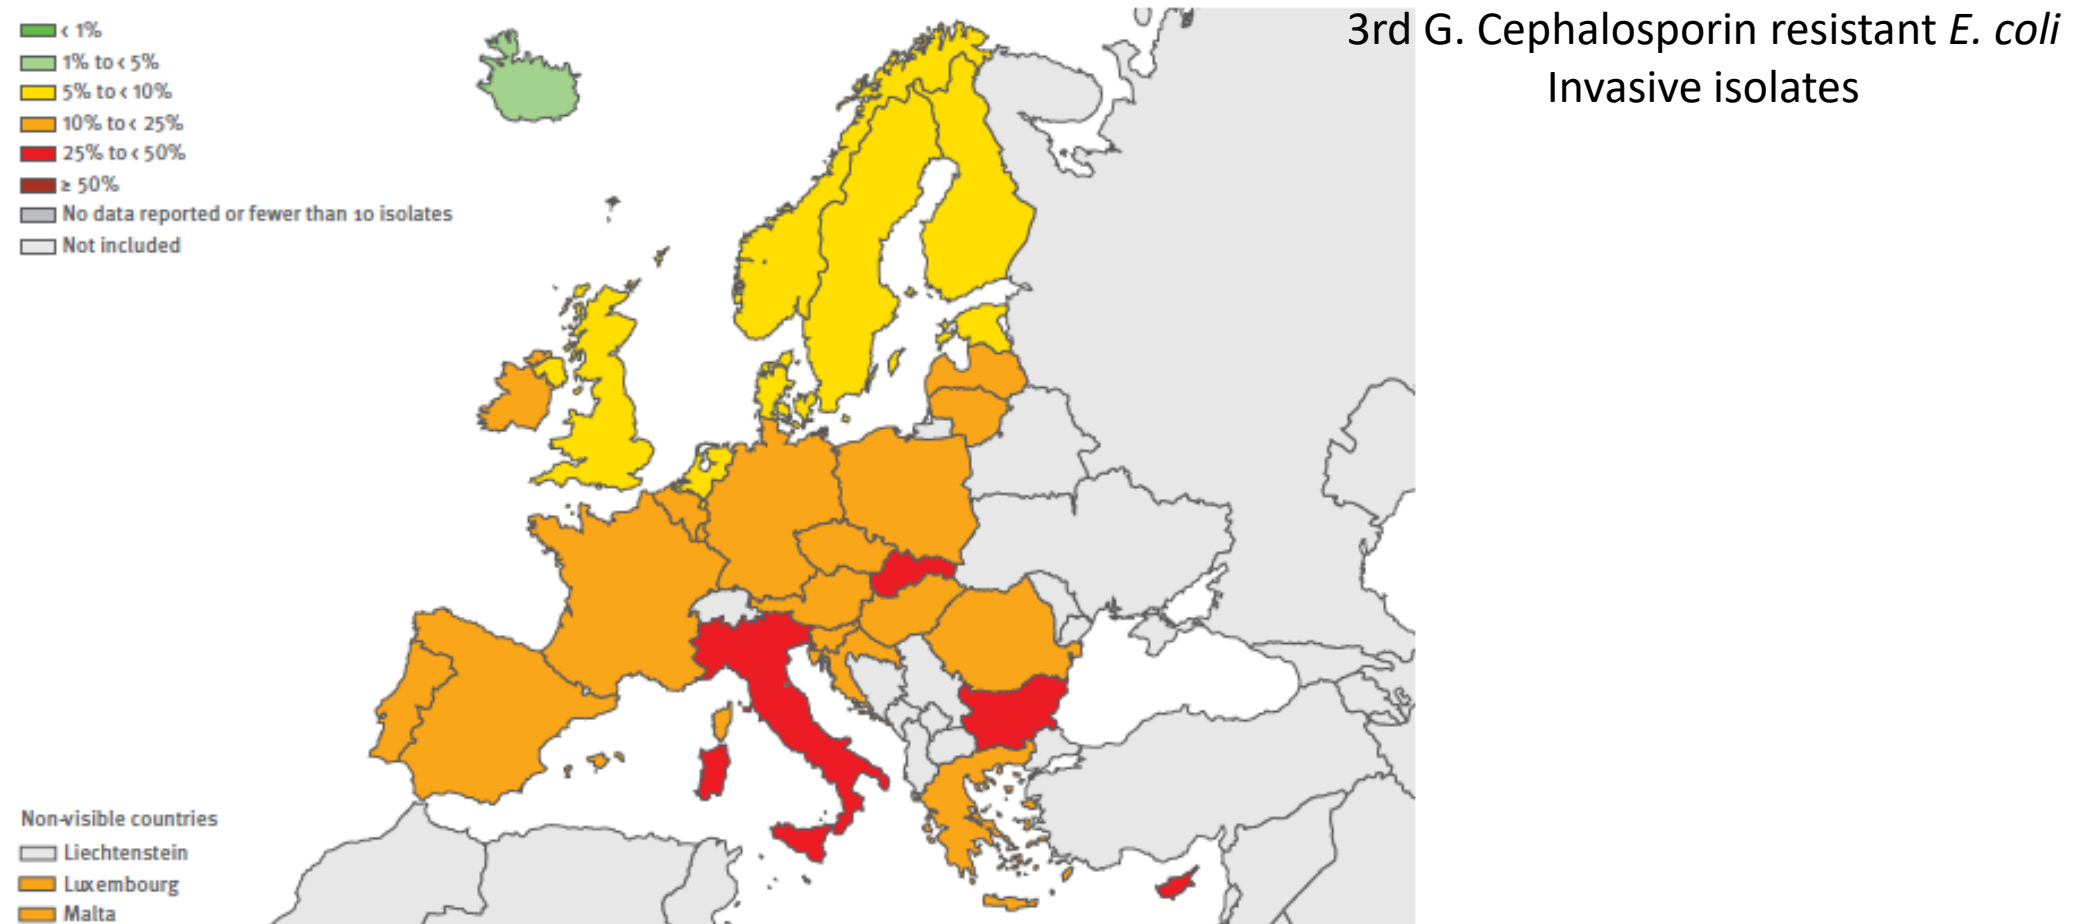 < 1%
1% to < 5%
5% to < 10%
10% to < 25%
25% to < 50%
≥ 50%
No data reported or fewer than 10 isolates
Not included
3rd G. Cephalosporin resistant E. coli
Invasive isolates
Non-visible countries
Liechtenstein
Luxembourg
Malta